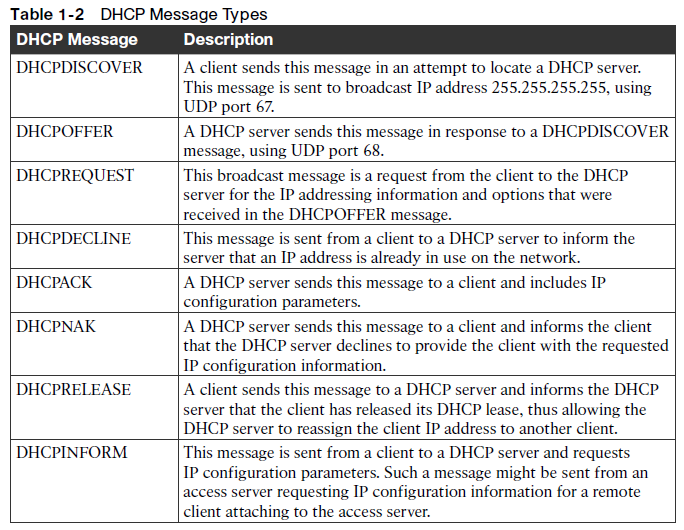 Table 1-2 DHCP Message Types
DHCP Message Description
DHCPDISCOVER A client sends this message in an attempt to locate a DHCP server.
This message is sent to broadcast IP address 255.255.255.255, using
UDP port 67.
DHCPOFFER A DHCP server sends this message in response to a DHCPDISCOVER
message, using UDP port 68.
DHCPREQUEST This broadcast message is a request from the client to the DHCP
server for the IP addressing information and options that were
received in the DHCPOFFER message.
DHCPDECLINE This message is sent from a client to a DHCP server to inform the
server that an IP address is already in use on the network.
DHCPACK A DHCP server sends this message to a client and includes IP
configuration parameters.
DHCPNAK A DHCP server sends this message to a client and informs the client
that the DHCP server declines to provide the client with the requested
IP configuration information.
DHCPRELEASE A client sends this message to a DHCP server and informs the DHCP
server that the client has released its DHCP lease, thus allowing the
DHCP server to reassign the client IP address to another client.
DHCPINFORM This message is sent from a client to a DHCP server and requests
IP configuration parameters. Such a message might be sent from an
access server requesting IP configuration information for a remote
client attaching to the access server.